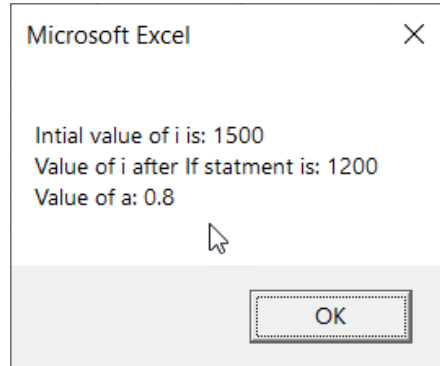 Microsoft Excel
Intial value of i is: 1500
Value of i after If statment is: 1200
Value of a: 0.8
OK